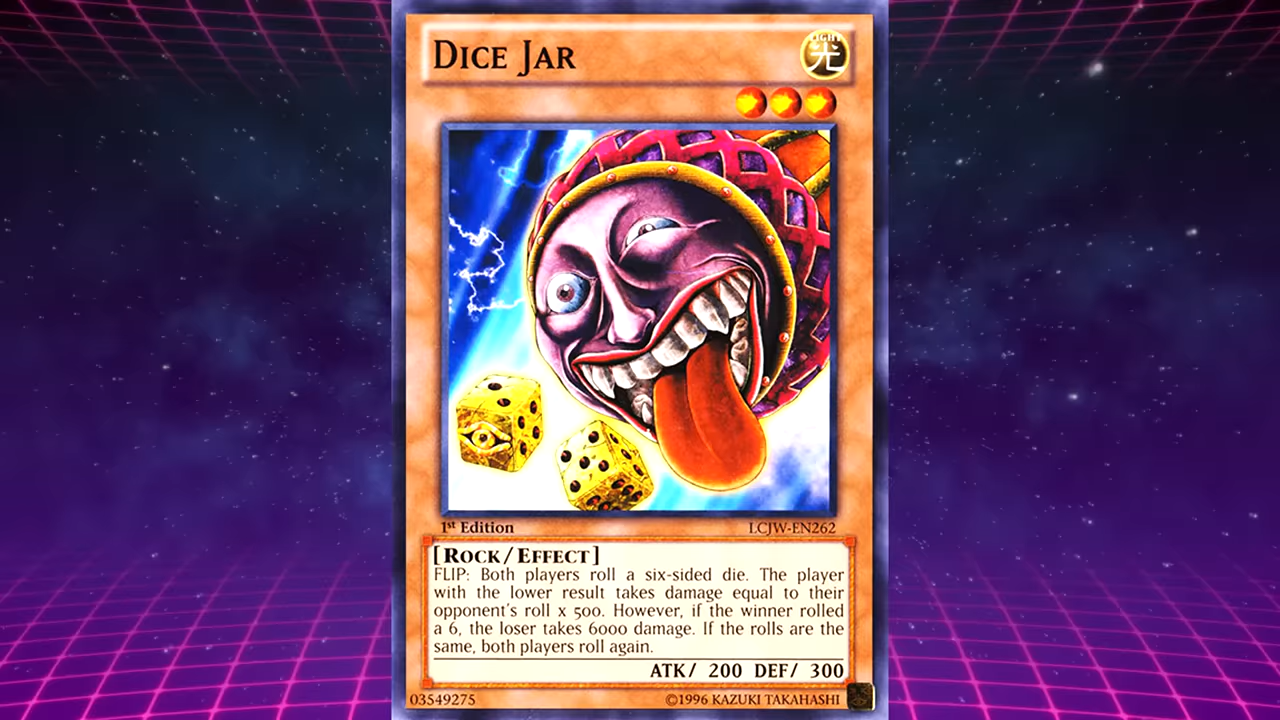 DICE JAR
LIGHT
光
1st Edition
LCJW-EN262
[ROCK/EFFECT]
FLIP: Both players roll a six-sided die. The player
with the lower result takes damage equal to their
opponent's roll x 500. However, if the winner rolled
a 6, the loser takes 6000 damage. If the rolls are the
same, both players roll again.
ATK/ 200 DEF/ 300
03549275
©1996 KAZUKI TAKAHASHI